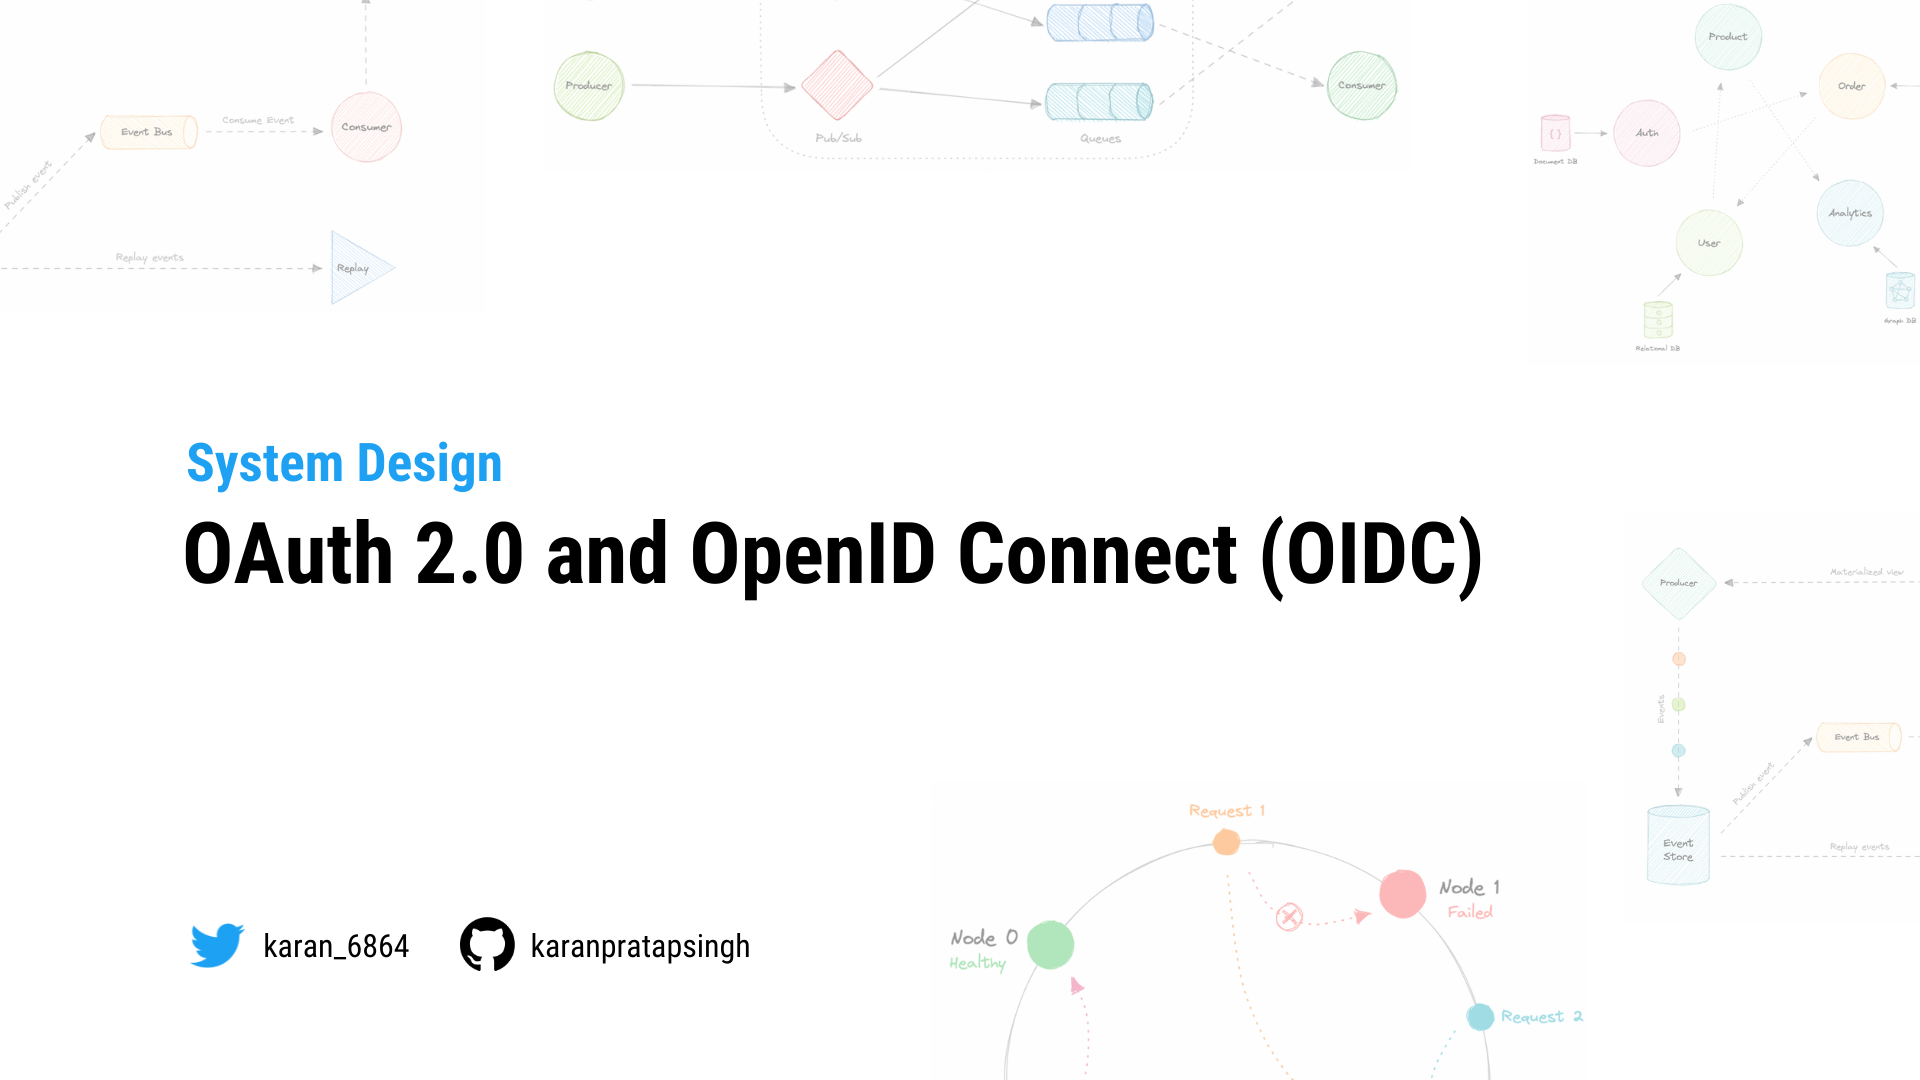 Consume Event
Event Bus
Consumer
Publish event
Replay events
Replay
Producer
Pub/Sub
Queues
Consumer
Product
Order
Auth
{ }
Document DB
Analytics
User
Graph DB
Relational DB
System Design
OAuth 2.0 and OpenID Connect (OIDC)
Producer
Materialized view
Events
Event Bus
Publish event
Event
Store
Replay events
Request 1
Node 1
Failed
Node 0
Healthy
Request 2
karan_6864
karanpratapsingh